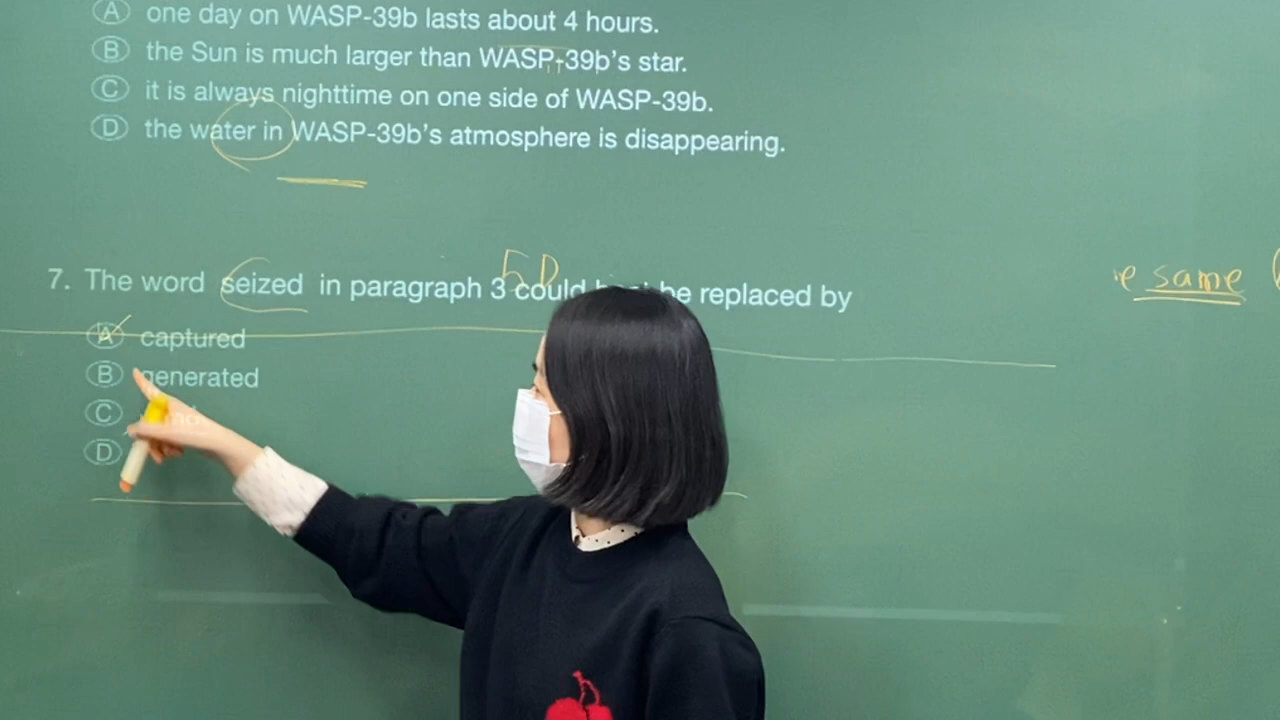 A one day on WASP-39b lasts about 4 hours.
B the Sun is much larger than WASP-39b's star.
C it is always nighttime on one side of WASP-39b.
D the water in WASP-39b's atmosphere is disappearing.
7. The word seized in paragraph 3 could be replaced by
same
A captured
B generated
C
D